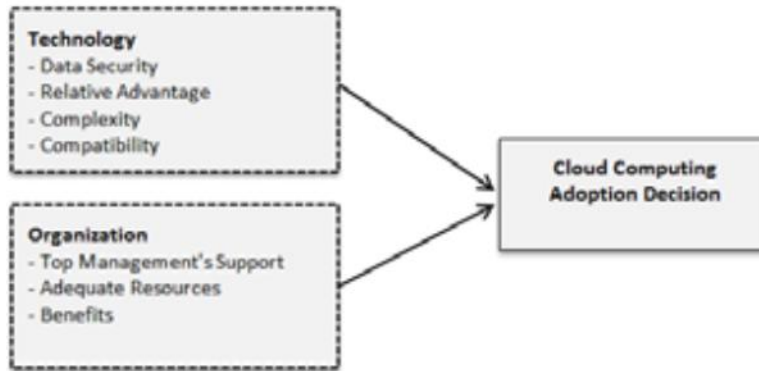 Technology
- Data Security
- Relative Advantage
- Complexity
- Compatibility
Organization
- Top Management's Support
- Adequate Resources
- Benefits
Cloud Computing
Adoption Decision